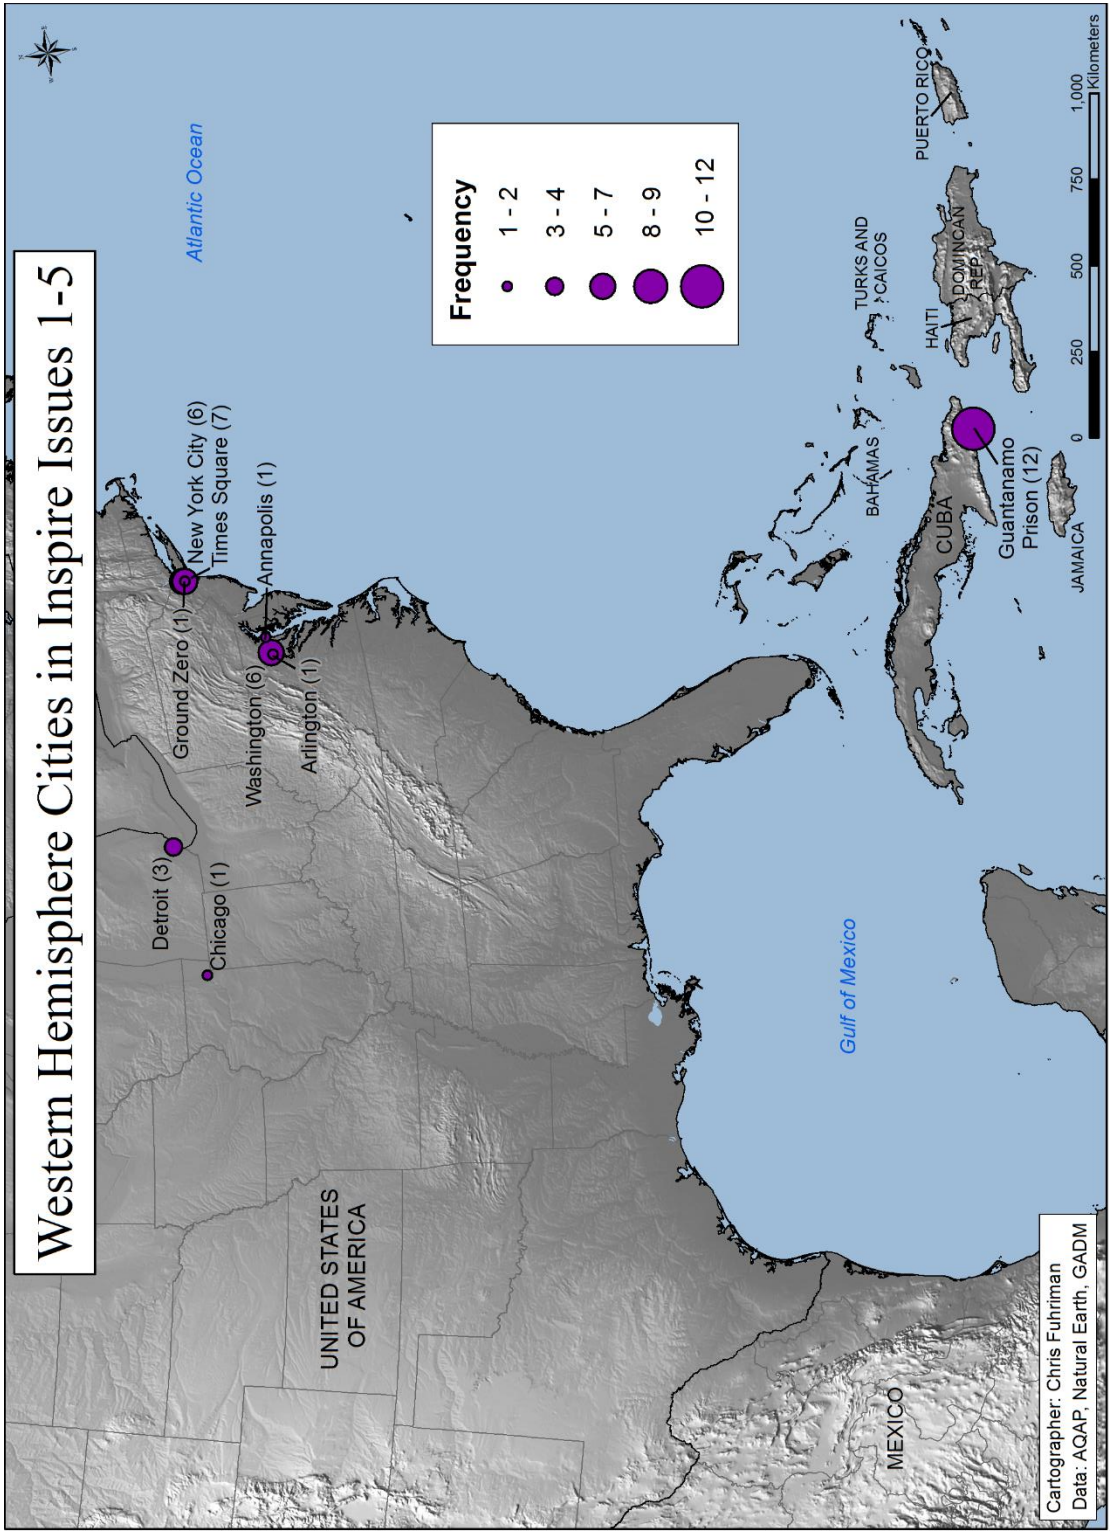 Western Hemisphere Cities in Inspire Issues 1-5
Atlantic Ocean
Detroit (3)
Chicago (1)
Ground Zero (1)
New York City (6)
Times Square (7)
Annapolis (1)
Washington (6)
Arlington (1)
UNITED STATES
OF AMERICA
Frequency
1 - 2
3 - 4
5 - 7
8 - 9
10 - 12
Gulf of Mexico
MEXICO
BAHAMAS
TURKS AND
CAICOS
CUBA
Guantanamo
Prison (12)
JAMAICA
HAITI
DOMINICAN
REP.
PUERTO RICO
Cartographer: Chris Fuhriman
Data: AQAP, Natural Earth, GADM
0 250 500 750 1,000
Kilometers